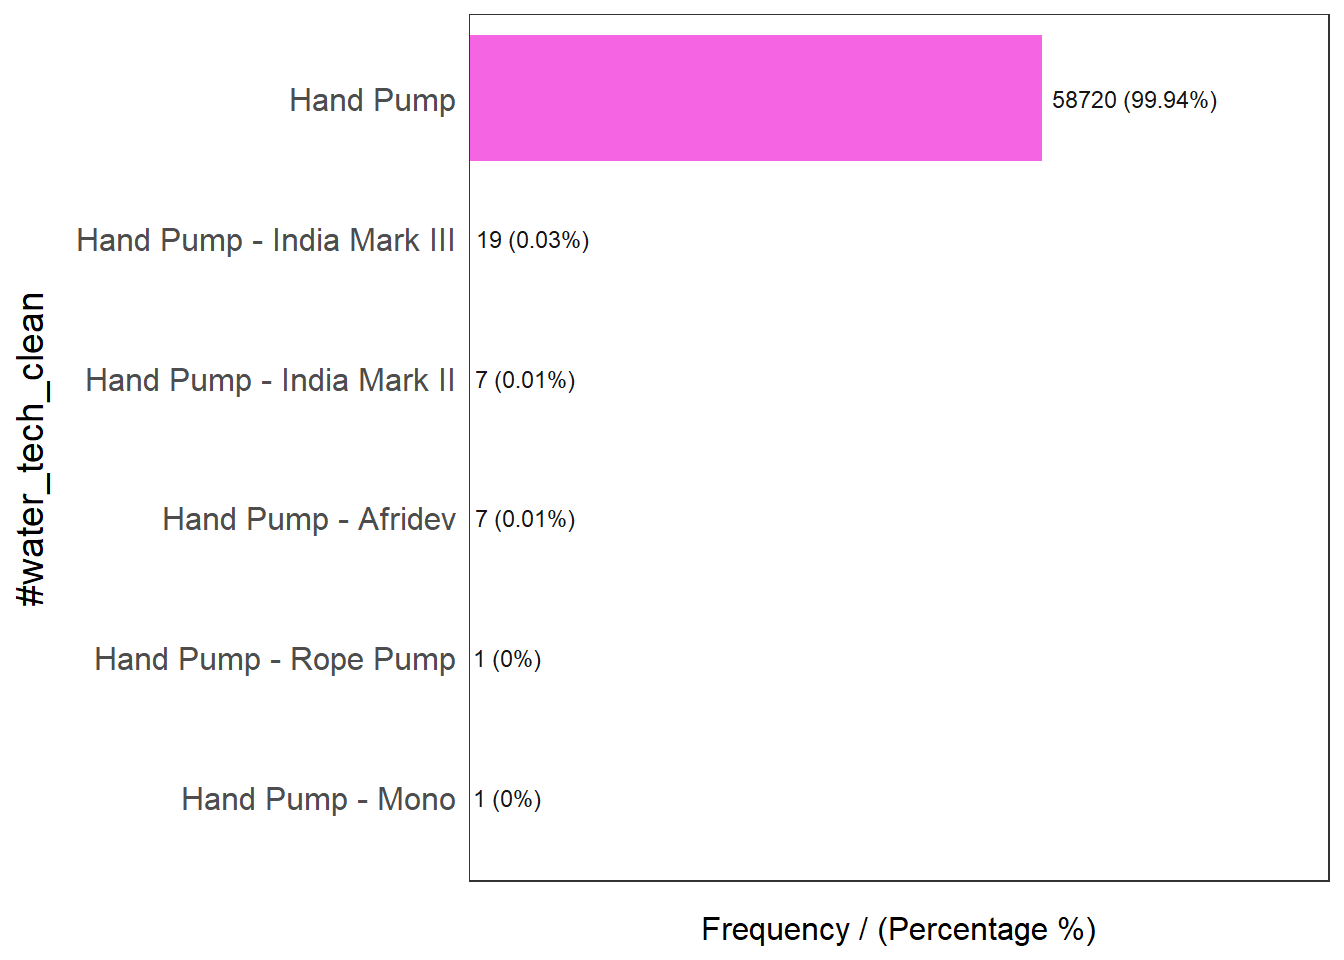 #water_tech_clean
Hand Pump 58720 (99.94%)
Hand Pump - India Mark III 19 (0.03%)
Hand Pump - India Mark II 7 (0.01%)
Hand Pump - Afridev 7 (0.01%)
Hand Pump - Rope Pump 1 (0%)
Hand Pump - Mono 1 (0%)
Frequency / (Percentage %)